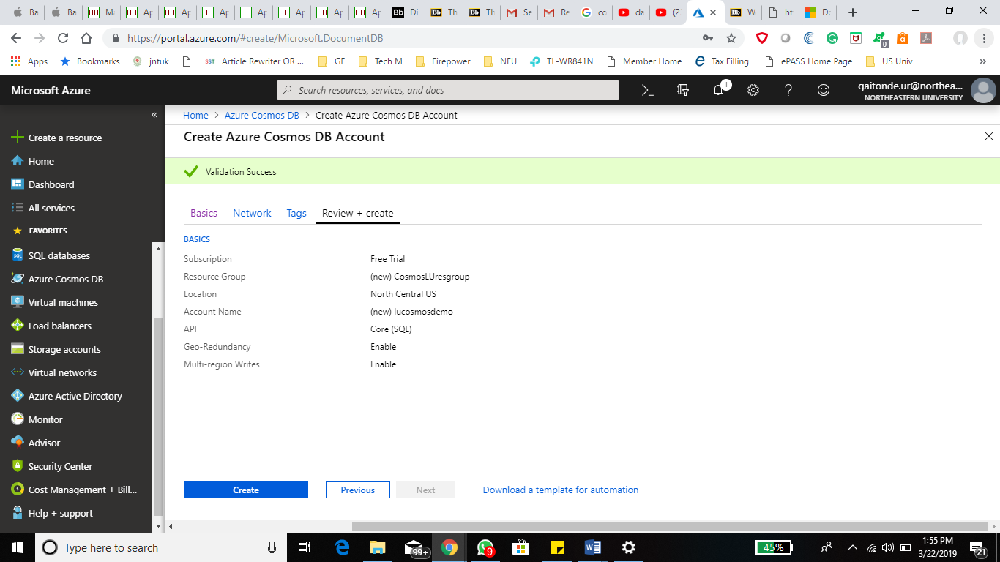 Ba Ba M Ap Ap Ap Ap Ap Ap Ap Di Th Th Se Re co da (2 W ht Do
https://portal.azure.com/#create/Microsoft.DocumentDB
Apps Bookmarks jntuk SST Article Rewriter OR ... GE Tech M Firepower NEU TL-WR841N Member Home Tax Filling ePASS Home Page US Univ »
Microsoft Azure
Search resources, services, and docs
1
gaitonde.ur@northea...
NORTHEASTERN UNIVERSITY
Home > Azure Cosmos DB > Create Azure Cosmos DB Account
Create Azure Cosmos DB Account
Validation Success
Basics Network Tags Review + create
BASICS
Subscription Free Trial
Resource Group (new) CosmosLUresgroup
Location North Central US
Account Name (new) lucosmosdemo
API Core (SQL)
Geo-Redundancy Enable
Multi-region Writes Enable
Create Previous Next Download a template for automation
«
Create a resource
Home
Dashboard
All services
FAVORITES
SQL databases
Azure Cosmos DB
Virtual machines
Load balancers
Storage accounts
Virtual networks
Azure Active Directory
Monitor
Advisor
Security Center
Cost Management + Bill...
Help + support
Type here to search
99+
9
45%
1:55 PM
3/22/2019
21